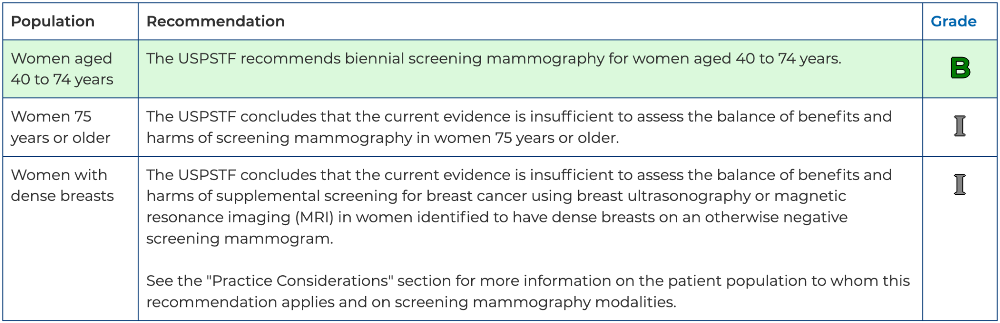 Population
Recommendation
Grade
Women aged
40 to 74 years
The USPSTF recommends biennial screening mammography for women aged 40 to 74 years.
B
Women 75
years or older
The USPSTF concludes that the current evidence is insufficient to assess the balance of benefits and
harms of screening mammography in women 75 years or older.
I
Women with
dense breasts
The USPSTF concludes that the current evidence is insufficient to assess the balance of benefits and
harms of supplemental screening for breast cancer using breast ultrasonography or magnetic
resonance imaging (MRI) in women identified to have dense breasts on an otherwise negative
screening mammogram.
See the "Practice Considerations" section for more information on the patient population to whom this
recommendation applies and on screening mammography modalities.
I